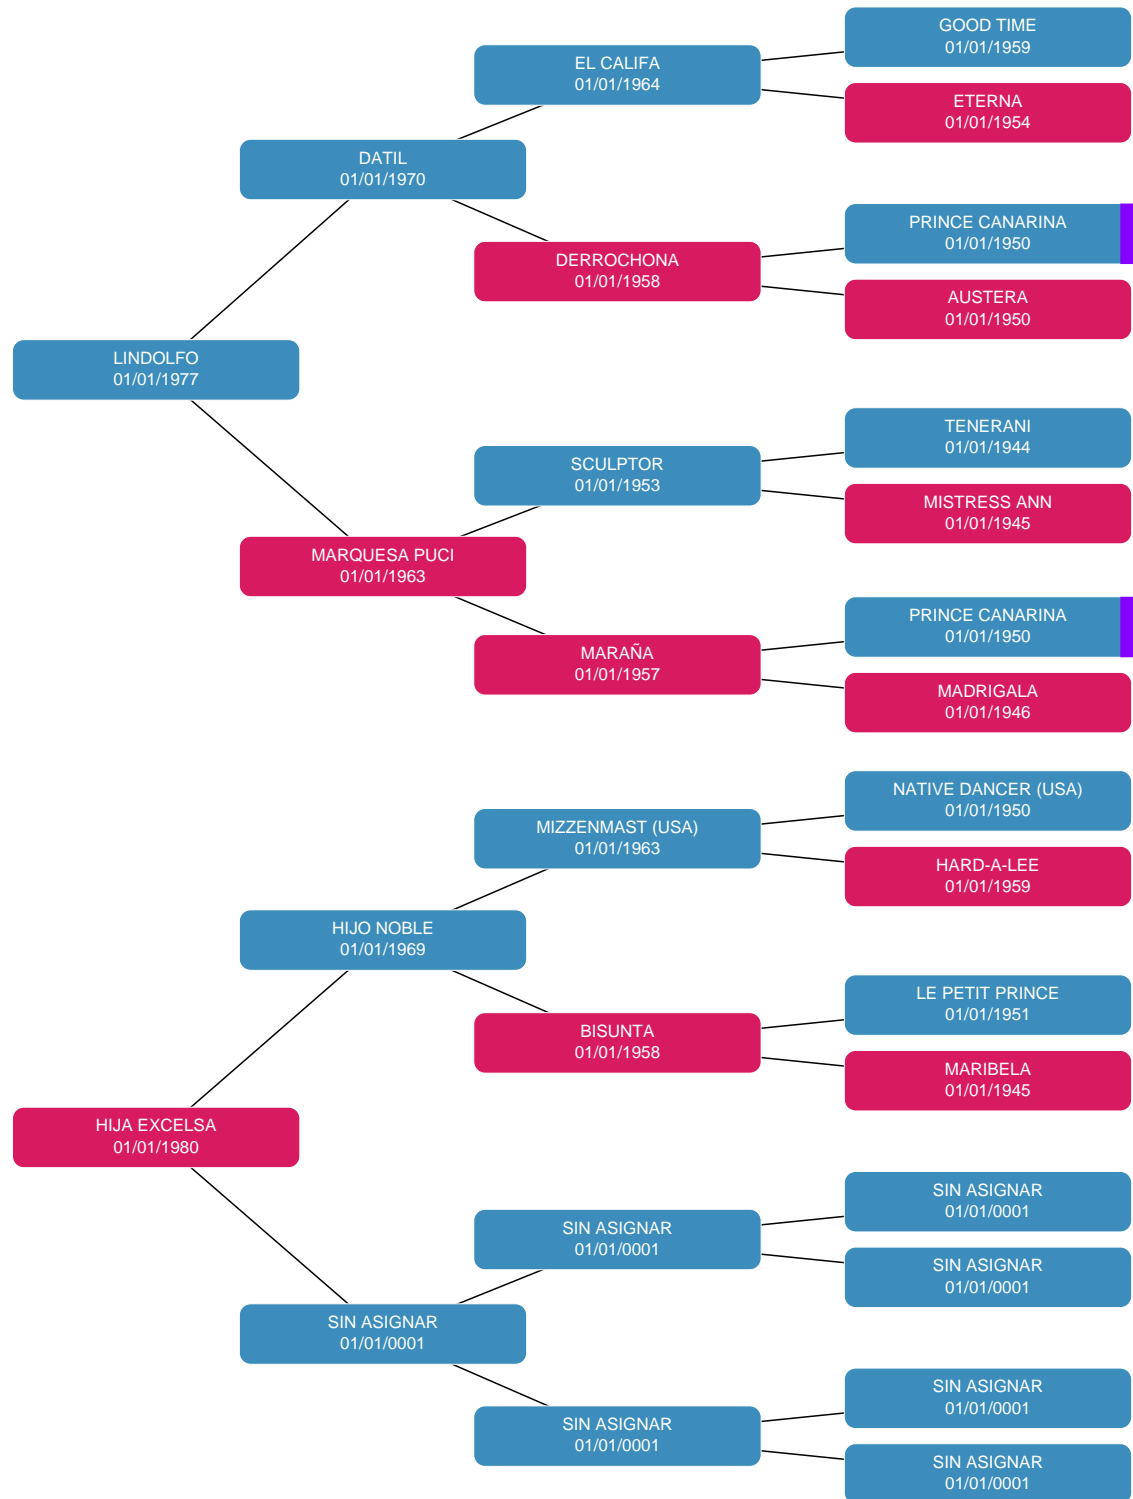 GOOD TIME
01/01/1959
EL CALIFA
01/01/1964
ETERNA
01/01/1954
DATIL
01/01/1970
PRINCE CANARINA
01/01/1950
DERROCHONA
01/01/1958
AUSTERA
01/01/1950
LINDOLFO
01/01/1977
TENERANI
01/01/1944
SCULPTOR
01/01/1953
MISTRESS ANN
01/01/1945
MARQUESA PUCI
01/01/1963
PRINCE CANARINA
01/01/1950
MARAÑA
01/01/1957
MADRIGALA
01/01/1946
NATIVE DANCER (USA)
01/01/1950
MIZZENMAST (USA)
01/01/1963
HARD-A-LEE
01/01/1959
HIJO NOBLE
01/01/1969
LE PETIT PRINCE
01/01/1951
BISUNTA
01/01/1958
MARIBELA
01/01/1945
HIJA EXCELSA
01/01/1980
SIN ASIGNAR
01/01/0001
SIN ASIGNAR
01/01/0001
SIN ASIGNAR
01/01/0001
SIN ASIGNAR
01/01/0001
SIN ASIGNAR
01/01/0001
SIN ASIGNAR
01/01/0001
SIN ASIGNAR
01/01/0001